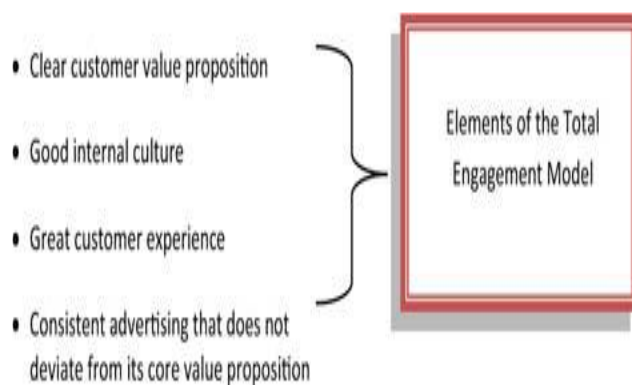 • Clear customer value proposition
• Good internal culture
• Great customer experience
• Consistent advertising that does not
deviate from its core value proposition
Elements of the Total
Engagement Model